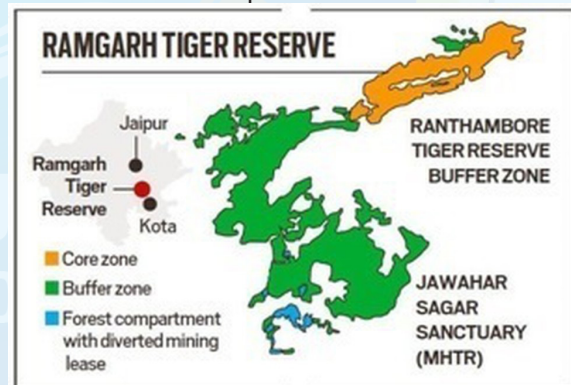 RAMGARH TIGER RESERVE
Jaipur
Ramgarh
Tiger
Reserve
Kota
Core zone
Buffer zone
Forest compartment
with diverted mining
lease
RANTHAMBORE
TIGER RESERVE
BUFFER ZONE
JAWAHAR
SAGAR
SANCTUARY
(MHTR)